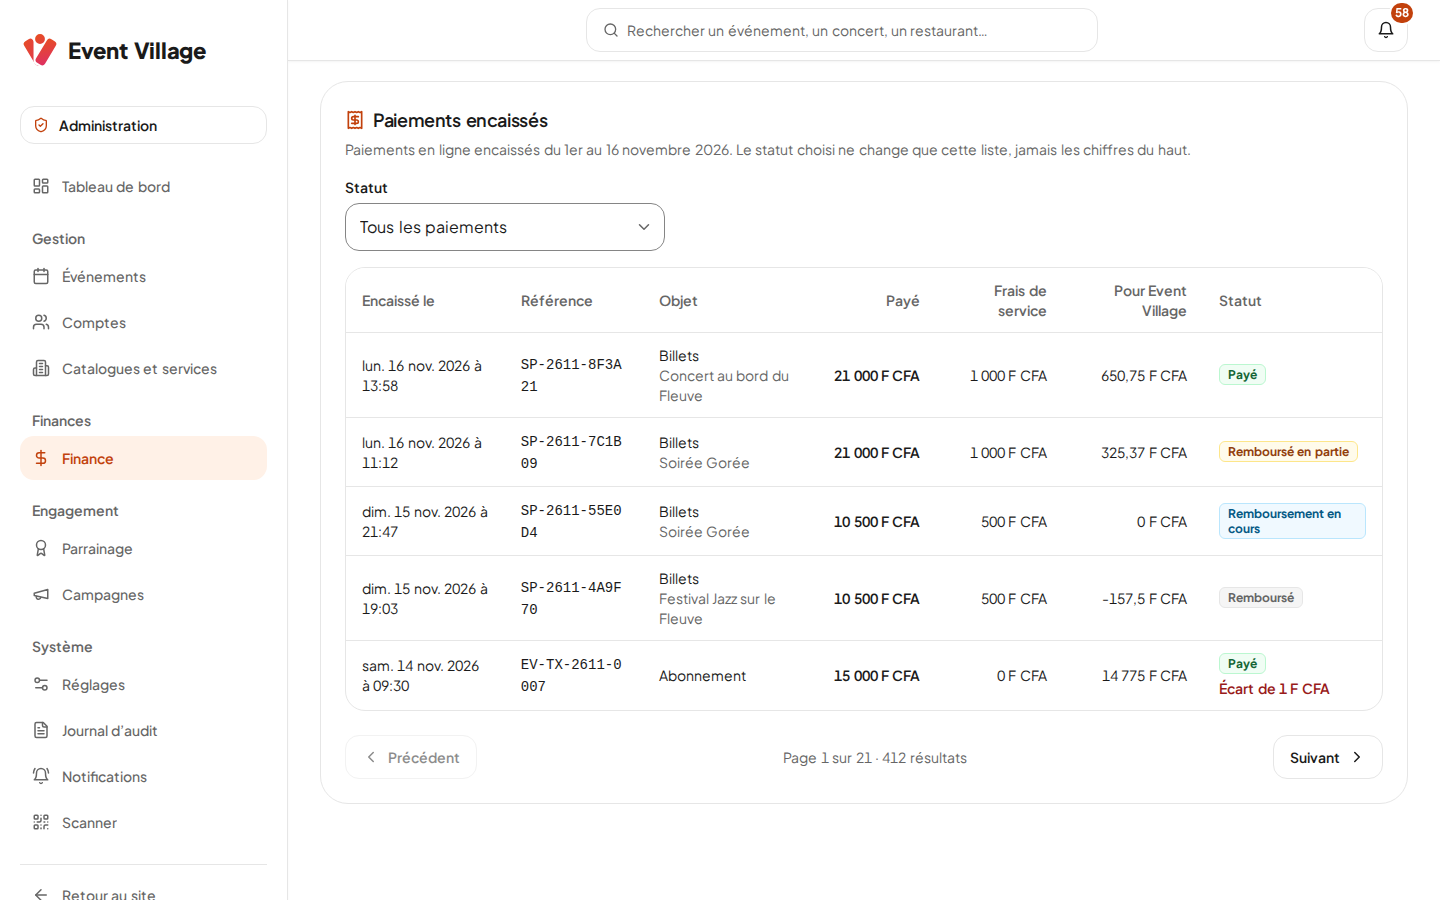 Event Village
Rechercher un événement, un concert, un restaurant...
58
Administration
Tableau de bord
Gestion
Événements
Comptes
Catalogues et services
Finances
Finance
Engagement
Parrainage
Campagnes
Système
Réglages
Journal d’audit
Notifications
Scanner
Retour au site
Paiements encaissés
Paiements en ligne encaissés du 1er au 16 novembre 2026. Le statut choisi ne change que cette liste, jamais les chiffres du haut.
Statut
Tous les paiements
Encaissé le
Référence
Objet
Payé
Frais de
service
Pour Event
Village
Statut
lun. 16 nov. 2026 à
13:58
SP-2611-8F3A
21
Billets
Concert au bord du
Fleuve
21 000 F CFA
1 000 F CFA
650,75 F CFA
Payé
lun. 16 nov. 2026 à
11:12
SP-2611-7C1B
09
Billets
Soirée Gorée
21 000 F CFA
1 000 F CFA
325,37 F CFA
Remboursé en partie
dim. 15 nov. 2026 à
21:47
SP-2611-55E0
D4
Billets
Soirée Gorée
10 500 F CFA
500 F CFA
0 F CFA
Remboursement en
cours
dim. 15 nov. 2026 à
19:03
SP-2611-4A9F
70
Billets
Festival Jazz sur le
Fleuve
10 500 F CFA
500 F CFA
-157,5 F CFA
Remboursé
sam. 14 nov. 2026
à 09:30
EV-TX-2611-0
007
Abonnement
15 000 F CFA
0 F CFA
14 775 F CFA
Payé
Écart de 1 F CFA
Précédent
Page 1 sur 21 · 412 résultats
Suivant